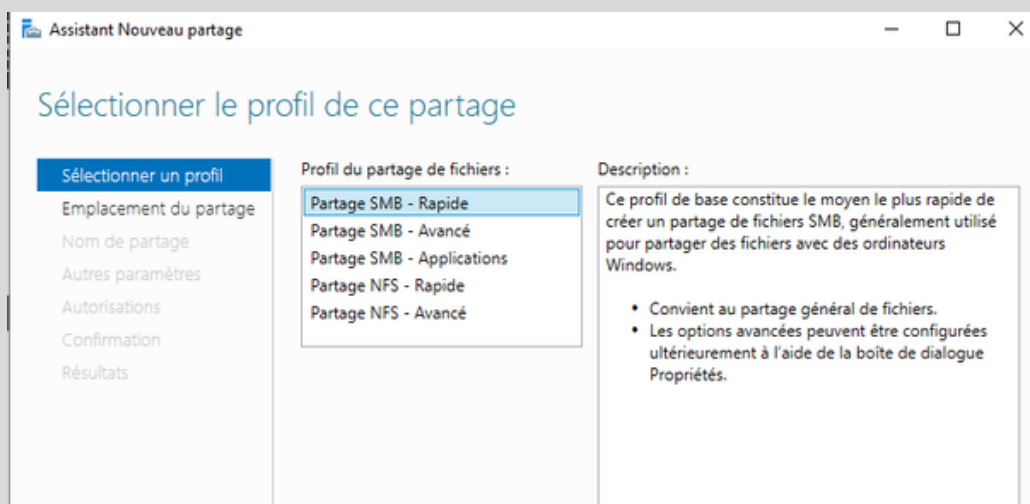 Assistant Nouveau partage
Sélectionner le profil de ce partage
Sélectionner un profil
Emplacement du partage
Nom de partage
Autres paramètres
Autorisations
Confirmation
Résultats
Profil du partage de fichiers :
Partage SMB - Rapide
Partage SMB - Avancé
Partage SMB - Applications
Partage NFS - Rapide
Partage NFS - Avancé
Description :
Ce profil de base constitue le moyen le plus rapide de
créer un partage de fichiers SMB, généralement utilisé
pour partager des fichiers avec des ordinateurs
Windows.
• Convient au partage général de fichiers.
• Les options avancées peuvent être configurées
ultérieurement à l'aide de la boîte de dialogue
Propriétés.